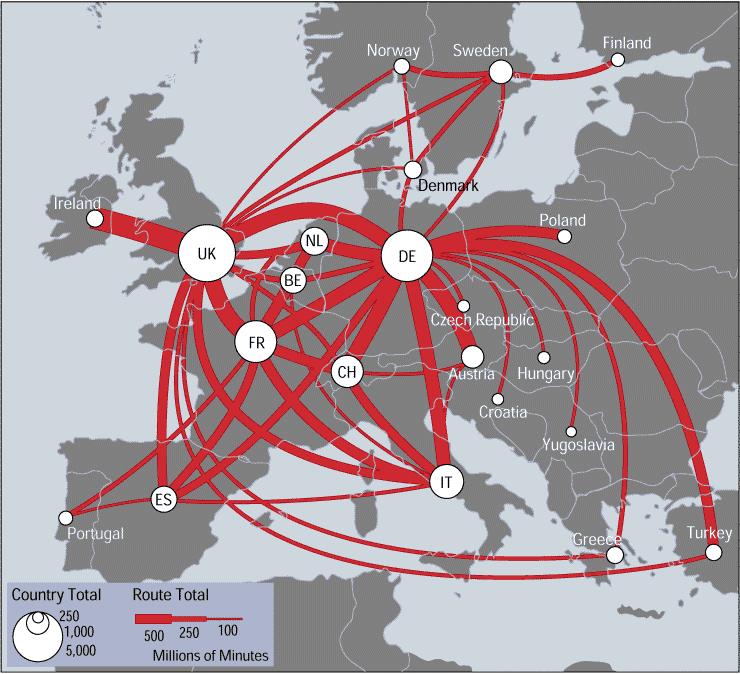 Norway
Sweden
Finland
Denmark
Ireland
Poland
UK
NL
DE
BE
Czech Republic
FR
CH
Austria
Hungary
Croatia
Yugoslavia
IT
ES
Portugal
Greece
Turkey
Country Total
250
1,000
5,000
Route Total
500 250 100
Millions of Minutes